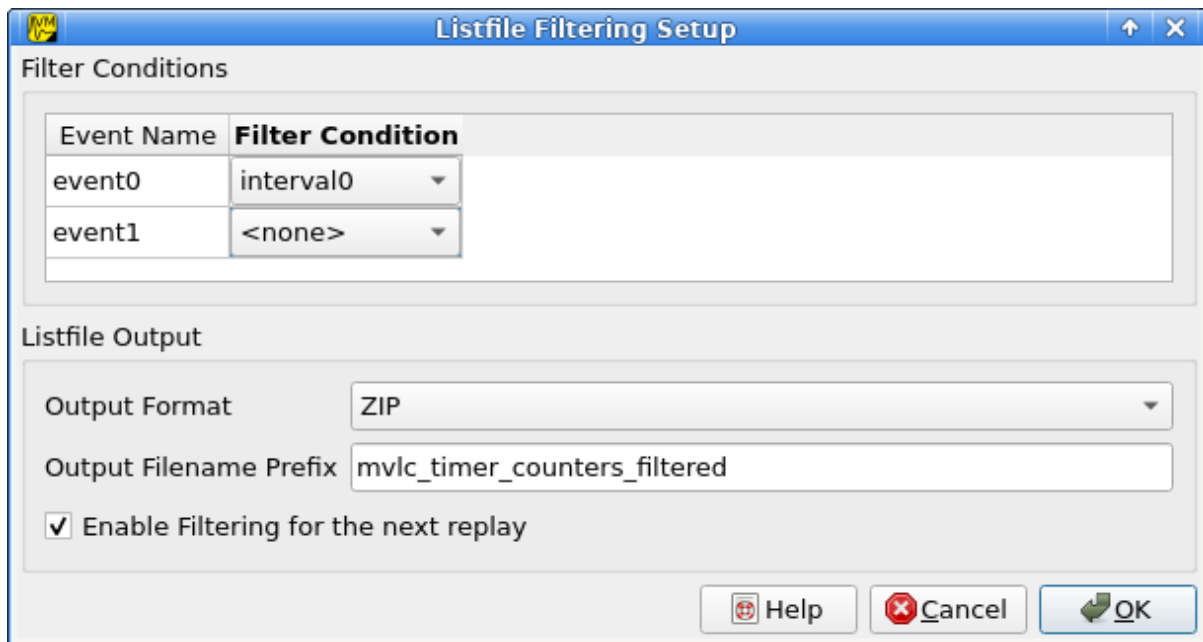 Listfile Filtering Setup
Filter Conditions
Event Name Filter Condition
event0 interval0
event1 <none>
Listfile Output
Output Format ZIP
Output Filename Prefix mvlc_timer_counters_filtered
Enable Filtering for the next replay
Help Cancel OK